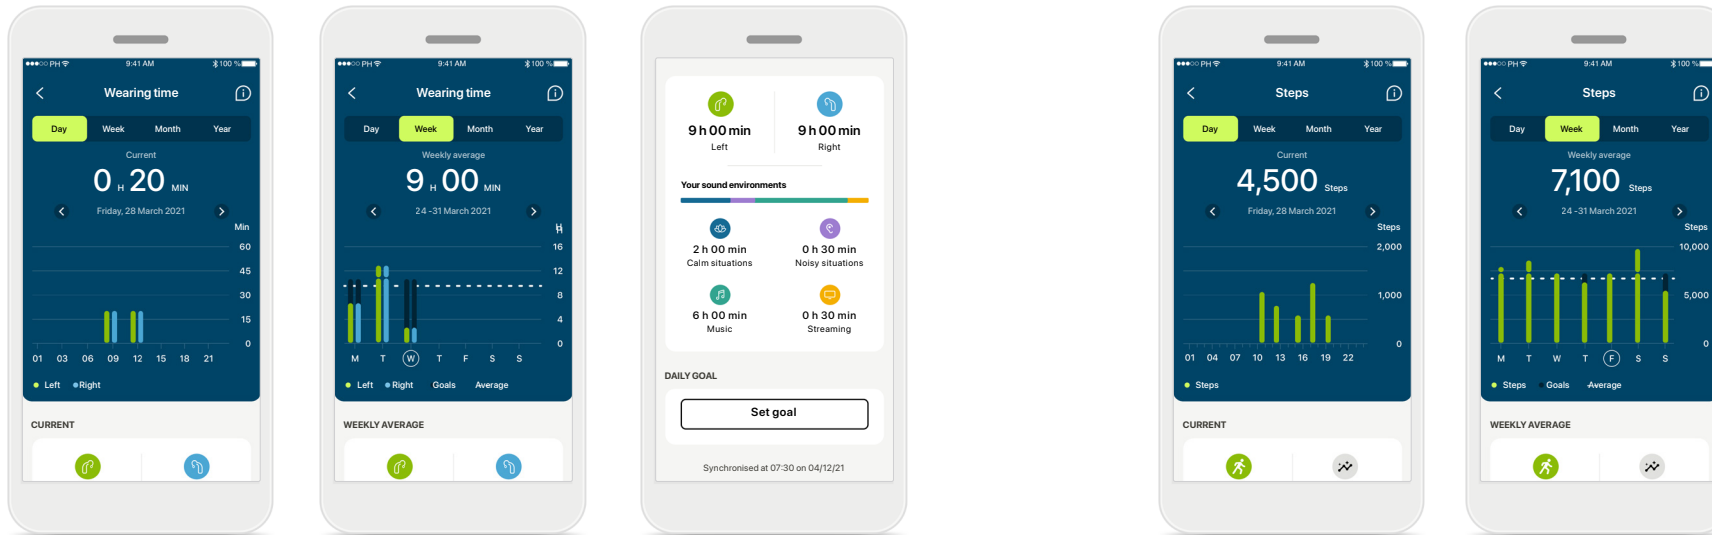 ●●●○○ PH 9:41 AM 100 %
Wearing time
Day Week Month Year
Current
0 H 20 MIN
Friday, 28 March 2021
Min
60
45
30
15
0
01 03 06 09 12 15 18 21
Left Right
CURRENT
●●●○○ PH 9:41 AM 100 %
Wearing time
Day Week Month Year
Weekly average
9 H 00 MIN
24 -31 March 2021
H
16
12
8
4
0
M T W T F S S
Left Right Goals Average
WEEKLY AVERAGE
9 h 00 min 9 h 00 min
Left Right
Your sound environments
2 h 00 min 0 h 30 min
Calm situations Noisy situations
6 h 00 min 0 h 30 min
Music Streaming
DAILY GOAL
Set goal
Synchronised at 07:30 on 04/12/21
●●●○○ PH 9:41 AM 100 %
Steps
Day Week Month Year
Current
4,500 Steps
Friday, 28 March 2021
Steps
2,000
1,000
0
01 04 07 10 13 16 19 22
Steps
CURRENT
●●●○○ PH 9:41 AM 100 %
Steps
Day Week Month Year
Weekly average
7,100 Steps
24 -31 March 2021
Steps
10,000
5,000
0
M T W T F S S
Steps Goals Average
WEEKLY AVERAGE